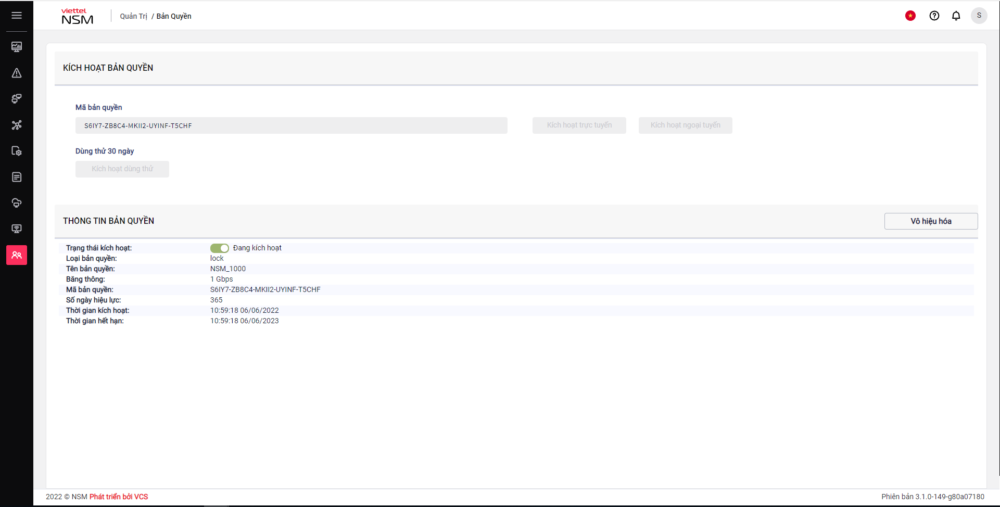 viettel
NSM
Quản Trị / Bản Quyền
S
KÍCH HOẠT BẢN QUYỀN
Mã bản quyền
S6IY7-ZB8C4-MKII2-UYINF-T5CHF
Kích hoạt trực tuyến
Kích hoạt ngoại tuyến
Dùng thử 30 ngày
Kích hoạt dùng thử
THÔNG TIN BẢN QUYỀN
Vô hiệu hóa
Trạng thái kích hoạt: Đang kích hoạt
Loại bản quyền: lock
Tên bản quyền: NSM_1000
Băng thông: 1 Gbps
Mã bản quyền: S6IY7-ZB8C4-MKII2-UYINF-T5CHF
Số ngày hiệu lực: 365
Thời gian kích hoạt: 10:59:18 06/06/2022
Thời gian hết hạn: 10:59:18 06/06/2023
2022 © NSM Phát triển bởi VCS
Phiên bản 3.1.0-149-g80a07180